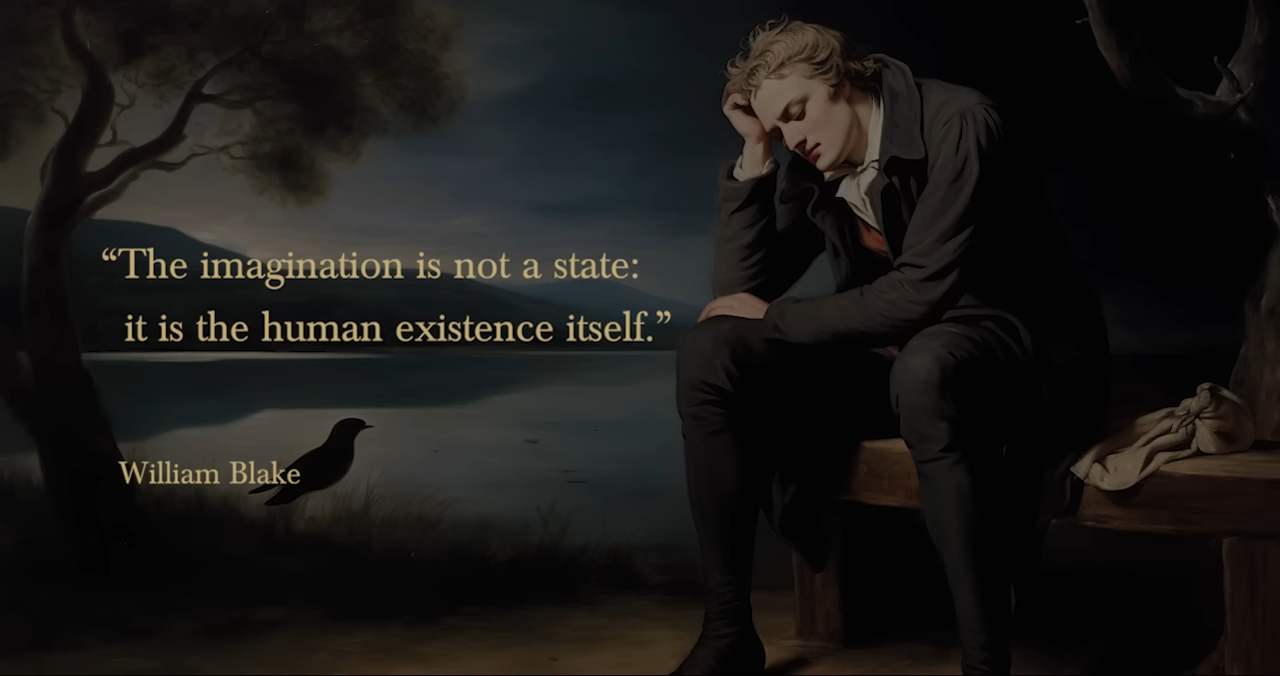 “The imagination is not a state:
it is the human existence itself.”
William Blake